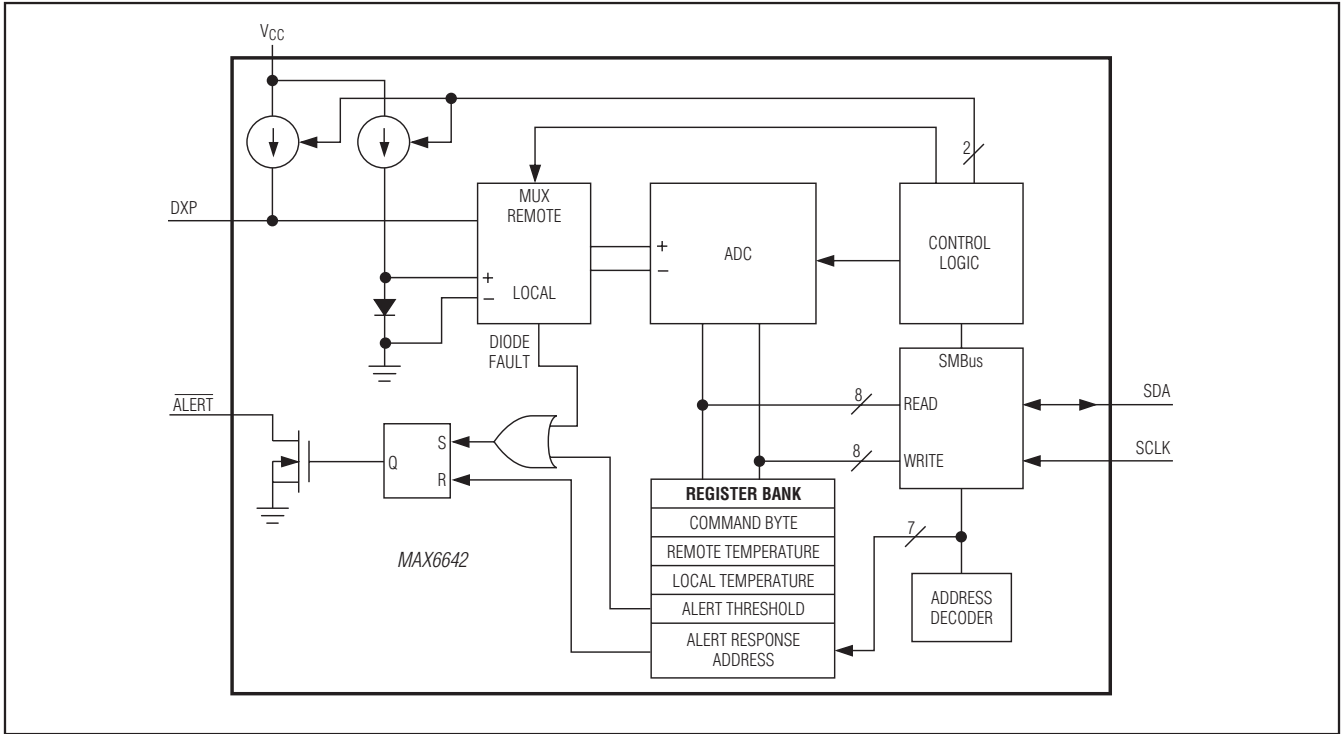 VCC
2
DXP
MUX
REMOTE
+
−
LOCAL
+
−
ADC
CONTROL
LOGIC
DIODE
FAULT
SMBus
ALERT
S
Q
R
8
READ
SDA
8
WRITE
SCLK
MAX6642
REGISTER BANK
COMMAND BYTE
REMOTE TEMPERATURE
LOCAL TEMPERATURE
ALERT THRESHOLD
ALERT RESPONSE
ADDRESS
7
ADDRESS
DECODER